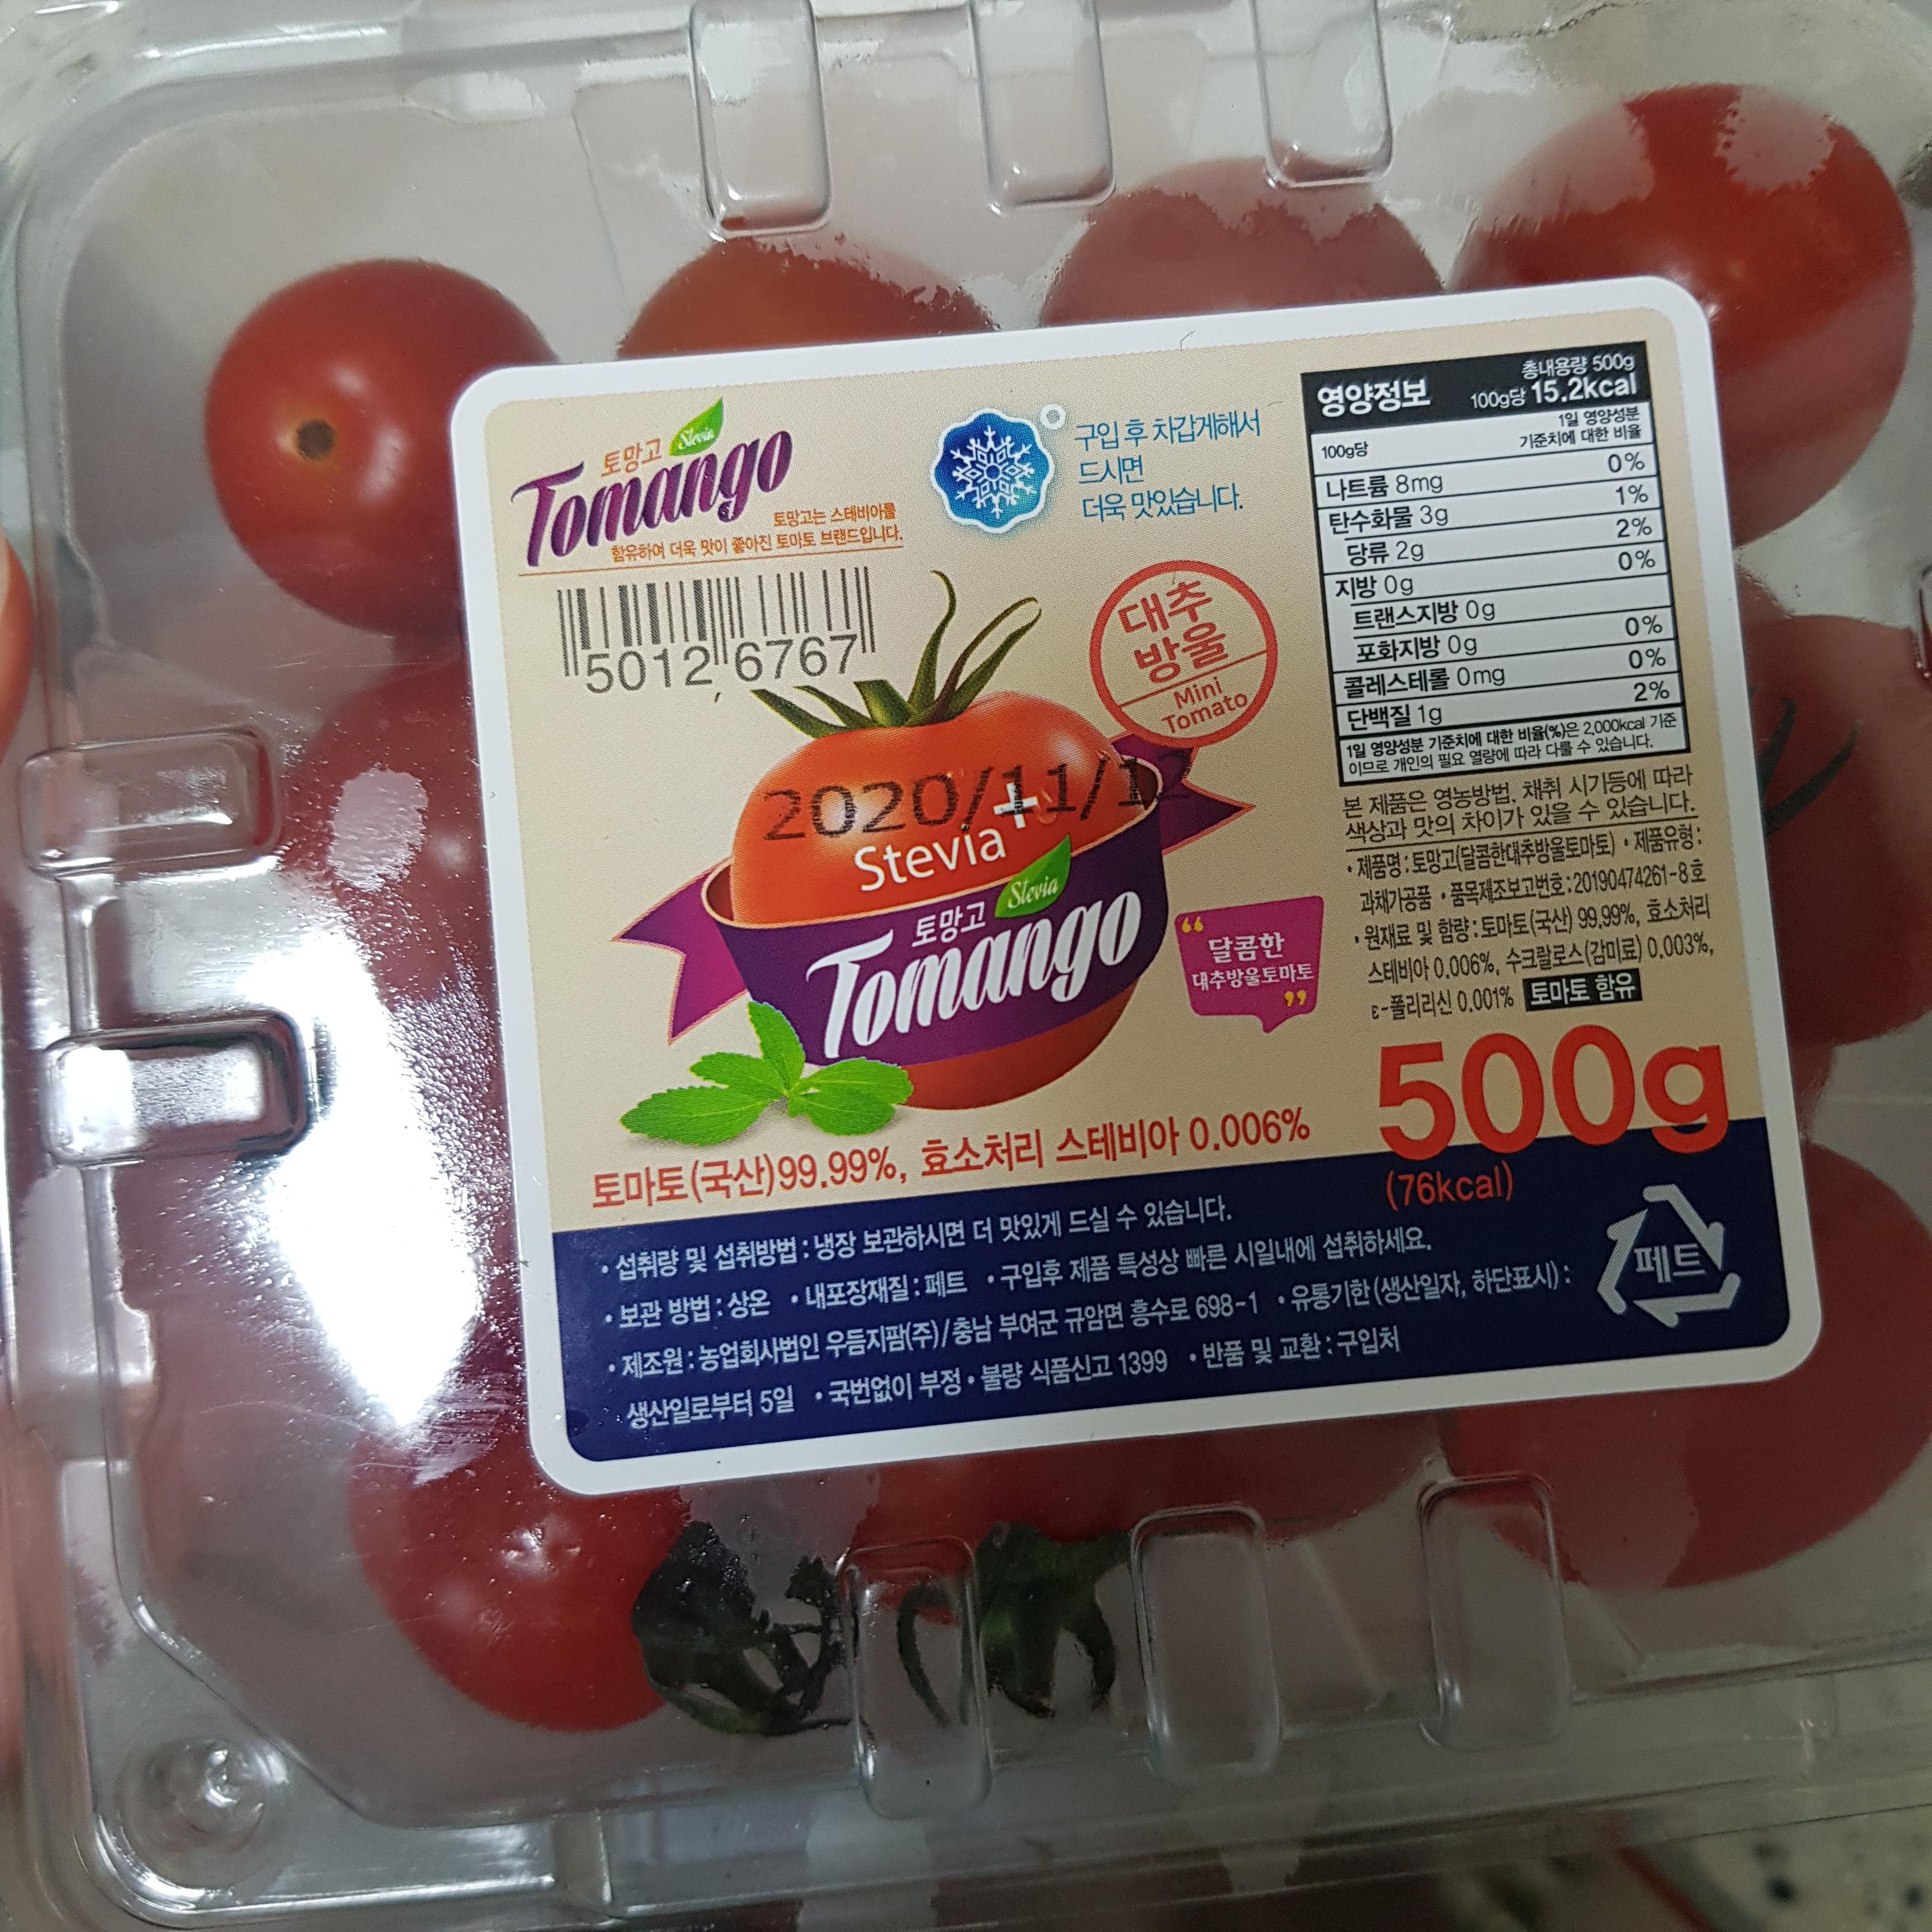 토망고 Stevia
Tomango
토망고는 스테비아를
함유하여 더욱 맛이 좋아진 토마토 브랜드입니다.
5012 6767
구입 후 차갑게해서
드시면
더욱 맛있습니다.
대추
방울
Mini
Tomato
2020/11/1
Stevia+
토망고 Stevia
Tomango
“ 달콤한
대추방울토마토 ”
토마토(국산)99.99%, 효소처리 스테비아 0.006%
영양정보 총내용량 500g
100g당 15.2kcal
100g당 1일 영양성분
기준치에 대한 비율
나트륨 8mg 0%
탄수화물 3g 1%
당류 2g 2%
지방 0g 0%
트랜스지방 0g
포화지방 0g 0%
콜레스테롤 0mg 0%
단백질 1g 2%
1일 영양성분 기준치에 대한 비율(%)은 2,000kcal 기준
이므로 개인의 필요 열량에 따라 다를 수 있습니다.
본 제품은 영농방법, 채취 시기등에 따라
색상과 맛의 차이가 있을 수 있습니다.
• 제품명 : 토망고(달콤한대추방울토마토) • 제품유형 :
과채가공품 • 품목제조보고번호 : 20190474261-8호
• 원재료 및 함량 : 토마토(국산) 99.99%, 효소처리
스테비아 0.006%, 수크랄로스(감미료) 0.003%,
ε-폴리리신 0.001% 토마토 함유
500g
(76kcal)
• 섭취량 및 섭취방법 : 냉장 보관하시면 더 맛있게 드실 수 있습니다.
• 보관 방법 : 상온 • 내포장재질 : 페트 • 구입후 제품 특성상 빠른 시일내에 섭취하세요.
• 제조원 : 농업회사법인 우듬지팜(주)/충남 부여군 규암면 흥수로 698-1 • 유통기한(생산일자, 하단표시) :
생산일로부터 5일 • 국번없이 부정 • 불량 식품신고 1399 • 반품 및 교환 : 구입처
페트